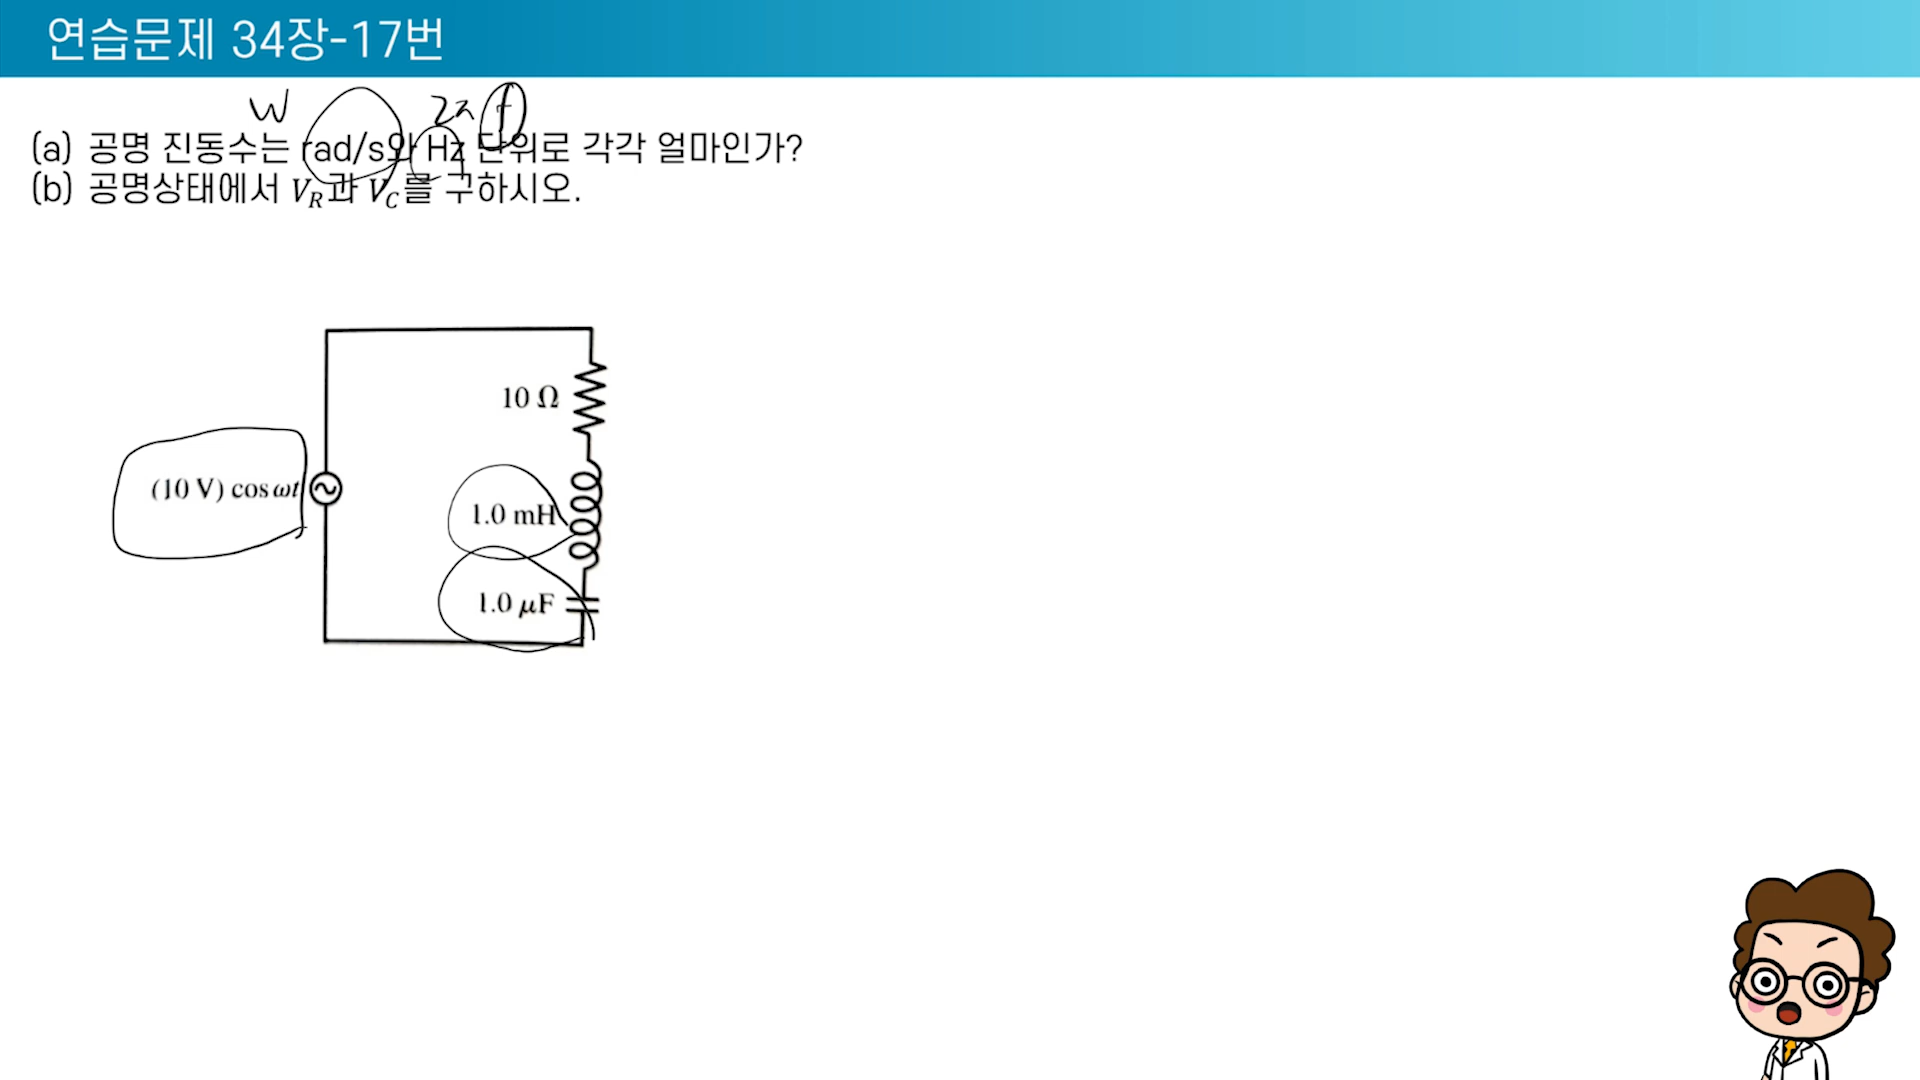 연습문제 34장-17번
W 2π f
(a) 공명 진동수는 rad/s와 Hz 단위로 각각 얼마인가?
(b) 공명상태에서 V_R과 V_C를 구하시오.
10 Ω
(10 V) cos ωt
1.0 mH
1.0 μF